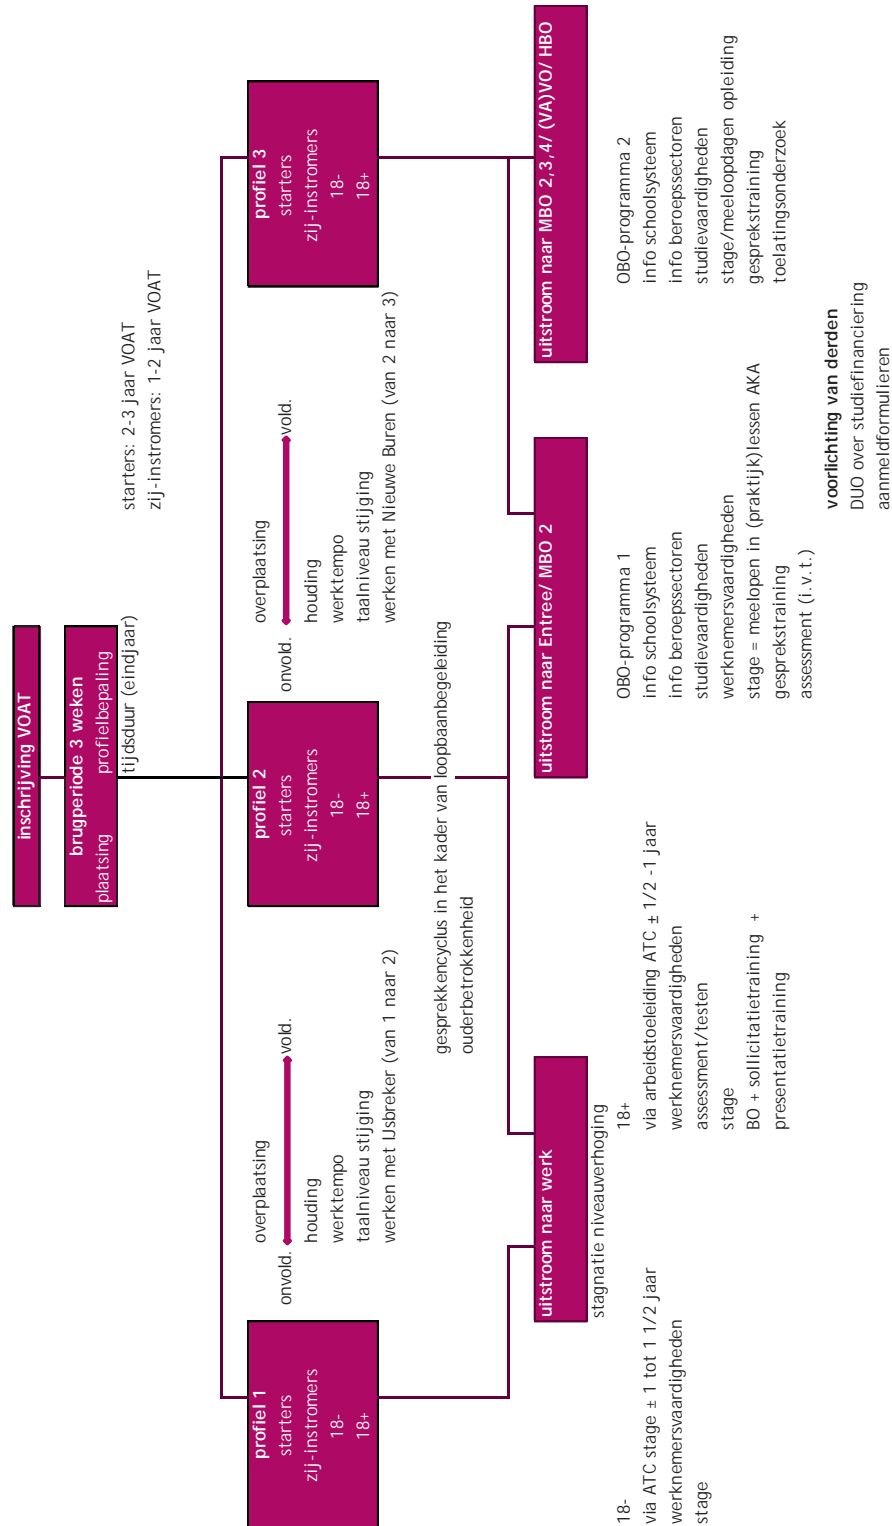 inschrijving VOAT
brugperiode 3 weken
plaatsing profielbepaling
tijdsduur (eindjaar)
starters: 2-3 jaar VOAT
zij-instromers: 1-2 jaar VOAT
profiel 1
starters
zij-instromers
18-
18+
overplaatsing
onvold. vold.
houding
werktempo
taalniveau stijging
werken met IJsbreker (van 1 naar 2)
profiel 2
starters
zij-instromers
18-
18+
overplaatsing
onvold. vold.
houding
werktempo
taalniveau stijging
werken met Nieuwe Buren (van 2 naar 3)
profiel 3
starters
zij-instromers
18-
18+
gesprekkencyclus in het kader van loopbaanbegeleiding
ouderbetrokkenheid
uitstroom naar werk
stagnatie niveauverhoging
18-
via ATC stage ± 1 tot 1 1/2 jaar
werknemersvaardigheden
stage
18+
via arbeidstoeleiding ATC ± 1/2 -1 jaar
werknemersvaardigheden
assessment/testen
stage
BO + sollicitatietraining +
presentatietraining
uitstroom naar Entree/ MBO 2
OBO-programma 1
info schoolsysteem
info beroepssectoren
studievaardigheden
werknemersvaardigheden
stage = meelopen in (praktijk)lessen AKA
gesprekstraining
assessment (i.v.t.)
uitstroom naar MBO 2,3,4/ (VA)VO/ HBO
OBO-programma 2
info schoolsysteem
info beroepssectoren
studievaardigheden
stage/meeloopdagen opleiding
gesprekstraining
toelatingsonderzoek
voorlichting van derden
DUO over studiefinanciering
aanmeldformulieren